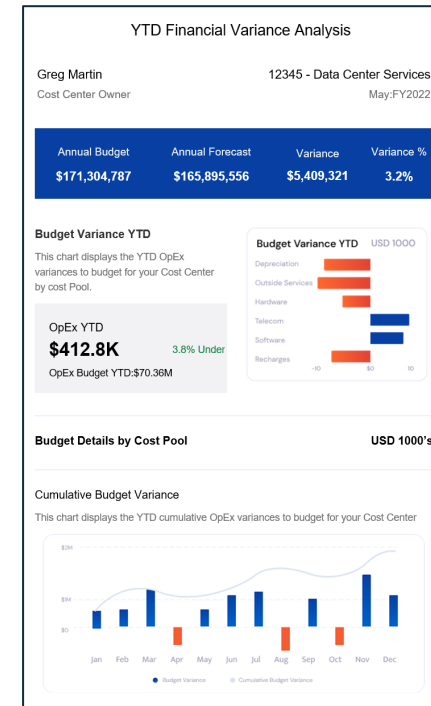 YTD Financial Variance Analysis
Greg Martin 12345 - Data Center Services
Cost Center Owner May:FY2022
Annual Budget Annual Forecast Variance Variance %
$171,304,787 $165,895,556 $5,409,321 3.2%
Budget Variance YTD
This chart displays the YTD OpEx
variances to budget for your Cost Center
by cost Pool.
OpEx YTD
$412.8K 3.8% Under
OpEx Budget YTD:$70.36M
Budget Variance YTD USD 1000
Depreciation
Outside Services
Hardware
Telecom
Software
Recharges
-10 $0 10
Budget Details by Cost Pool USD 1000's
Cumulative Budget Variance
This chart displays the YTD cumulative OpEx variances to budget for your Cost Center
$2M
$1M
$0
Jan Feb Mar Apr May Jun Jul Aug Sep Oct Nov Dec
Budget Variance Cumulative Budget Variance